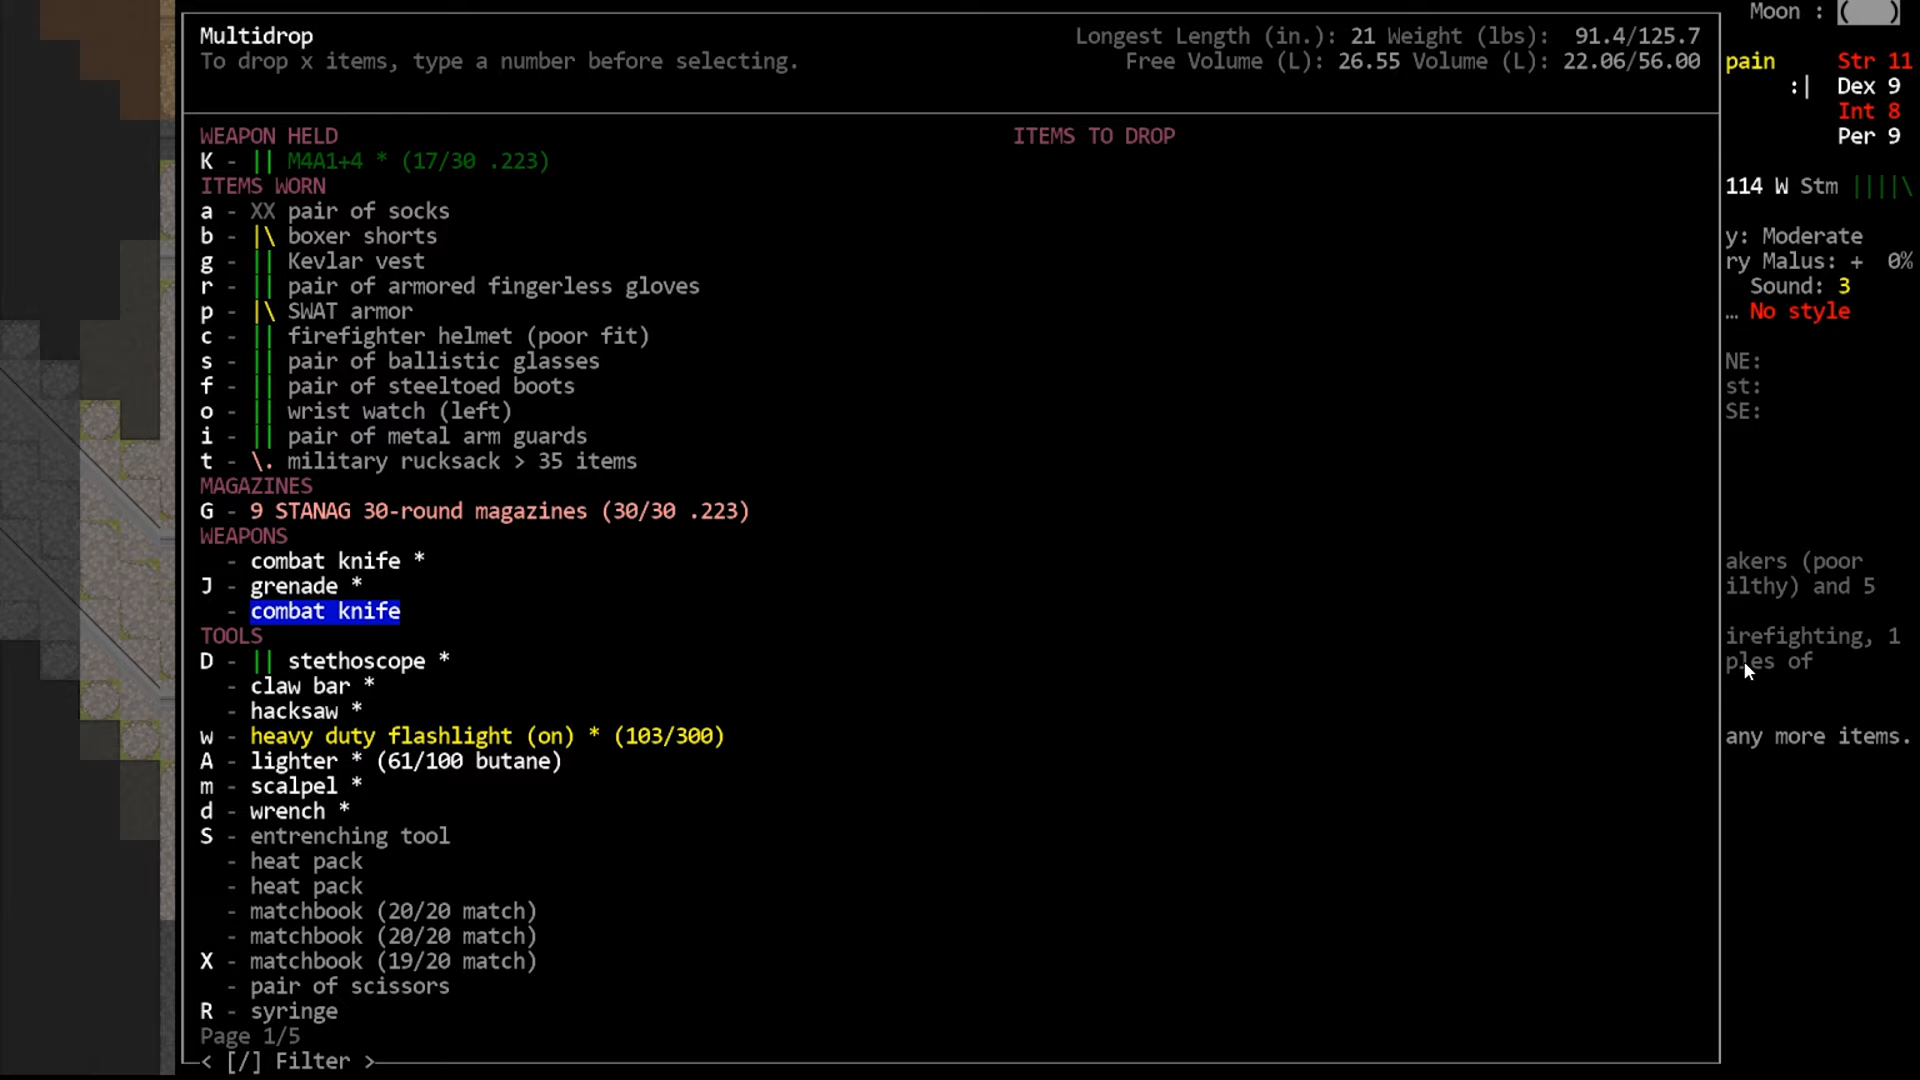 Moon : (   )
Multidrop
Longest Length (in.): 21 Weight (lbs):  91.4/125.7
To drop x items, type a number before selecting.
Free Volume (L): 26.55 Volume (L): 22.06/56.00
pain Str 11
:| Dex 9
Int 8
Per 9
WEAPON HELD
ITEMS TO DROP
K - || M4A1+4 * (17/30 .223)
ITEMS WORN
114 W Stm ||||\
a - XX pair of socks
b - |\ boxer shorts
y: Moderate
g - || Kevlar vest
ry Malus: +  0%
r - || pair of armored fingerless gloves
Sound: 3
p - |\ SWAT armor
… No style
c - || firefighter helmet (poor fit)
s - || pair of ballistic glasses
NE:
f - || pair of steeltoed boots
st:
o - || wrist watch (left)
SE:
i - || pair of metal arm guards
t - \. military rucksack > 35 items
MAGAZINES
G - 9 STANAG 30-round magazines (30/30 .223)
WEAPONS
- combat knife *
akers (poor
J - grenade *
ilthy) and 5
- combat knife
TOOLS
irefighting, 1
D - || stethoscope *
ples of
- claw bar *
- hacksaw *
w - heavy duty flashlight (on) * (103/300)
any more items.
A - lighter * (61/100 butane)
m - scalpel *
d - wrench *
S - entrenching tool
- heat pack
- heat pack
- matchbook (20/20 match)
- matchbook (20/20 match)
X - matchbook (19/20 match)
- pair of scissors
R - syringe
Page 1/5
< [/] Filter >